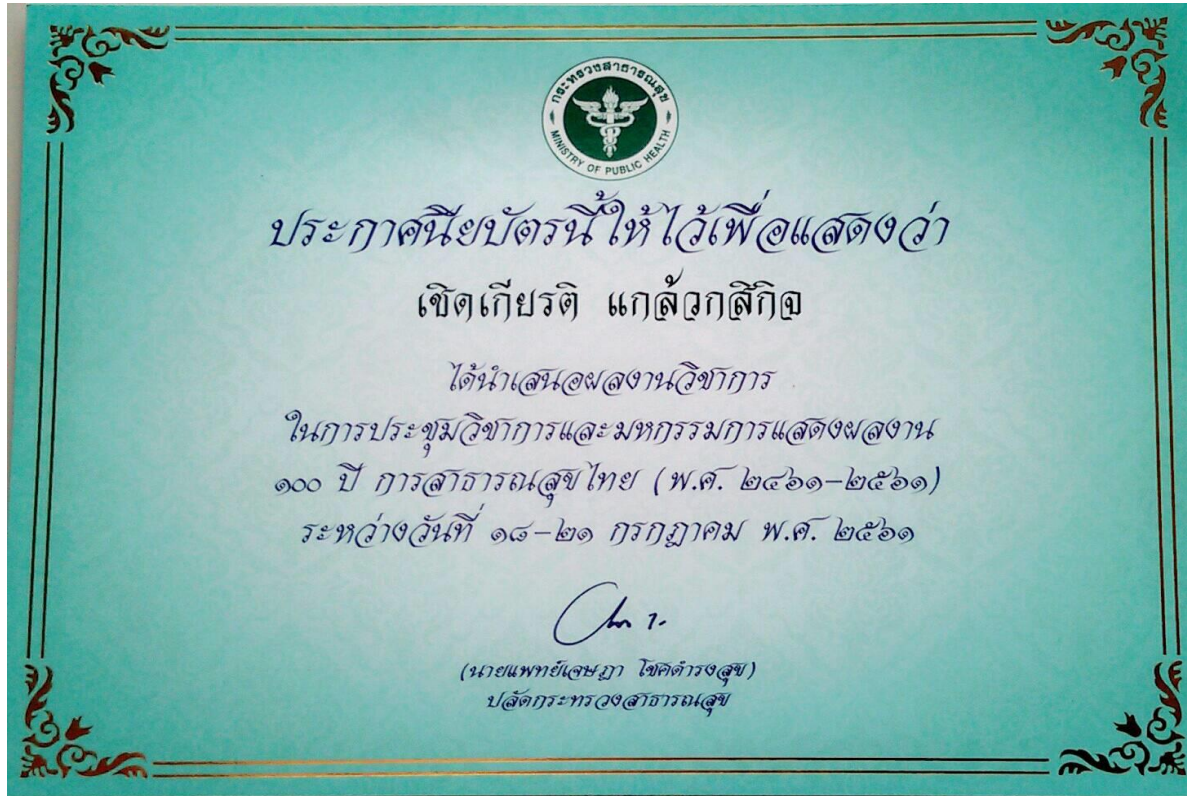 กระทรวงสาธารณสุข
MINISTRY OF PUBLIC HEALTH
ประกาศนียบัตรนี้ให้ไว้เพื่อแสดงว่า
เชิดเกียรติ แกล้วกสิกิจ
ได้นำเสนอผลงานวิชาการ
ในการประชุมวิชาการและมหกรรมการแสดงผลงาน
๑๐๐ ปี การสาธารณสุขไทย (พ.ศ. ๒๔๖๑–๒๕๖๑)
ระหว่างวันที่ ๑๘–๒๑ กรกฎาคม พ.ศ. ๒๕๖๑
(นายแพทย์เจษฎา โชคดำรงสุข)
ปลัดกระทรวงสาธารณสุข